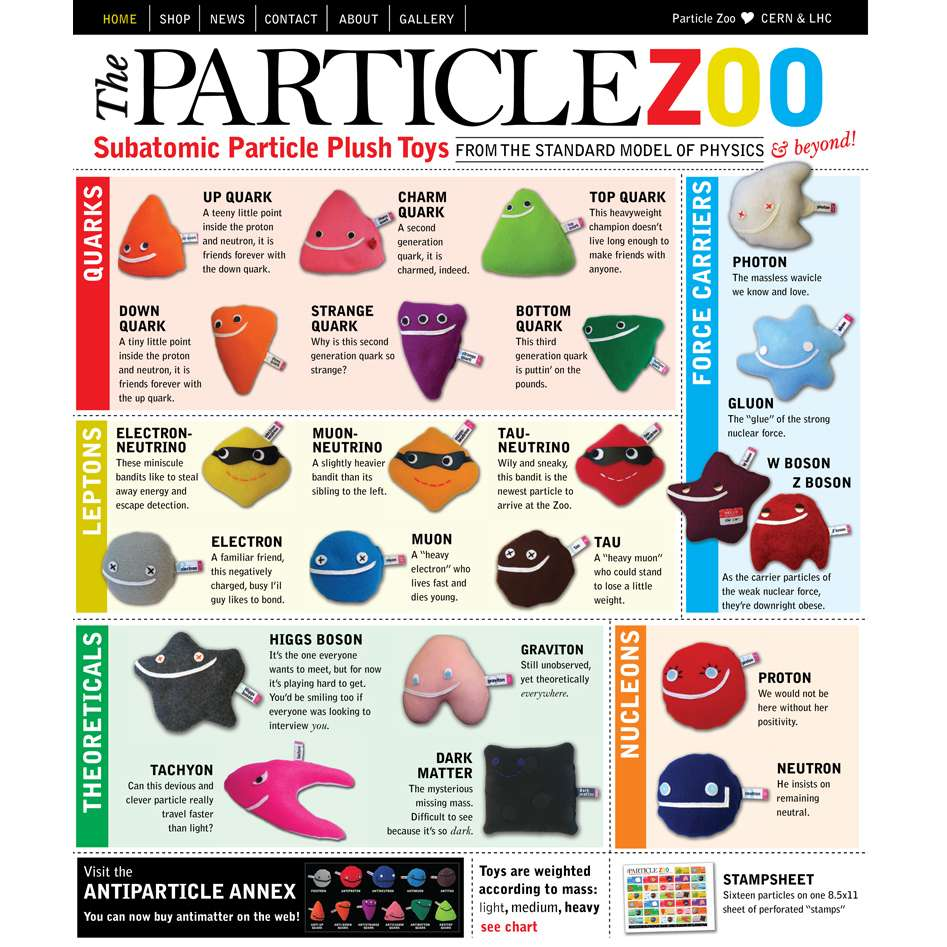 HOME SHOP NEWS CONTACT ABOUT GALLERY
Particle Zoo CERN & LHC
The PARTICLE ZOO
Subatomic Particle Plush Toys FROM THE STANDARD MODEL OF PHYSICS & beyond!
QUARKS
UP QUARK
A teeny little point
inside the proton
and neutron, it is
friends forever with
the down quark.
CHARM
QUARK
A second
generation
quark, it is
charmed, indeed.
TOP QUARK
This heavyweight
champion doesn't
live long enough to
make friends with
anyone.
DOWN
QUARK
A tiny little point
inside the proton
and neutron, it is
friends forever with
the up quark.
STRANGE
QUARK
Why is this second
generation quark so
strange?
BOTTOM
QUARK
This third
generation quark
is puttin' on the
pounds.
LEPTONS
ELECTRON-
NEUTRINO
These miniscule
bandits like to steal
away energy and
escape detection.
MUON-
NEUTRINO
A slightly heavier
bandit than its
sibling to the left.
TAU-
NEUTRINO
Wily and sneaky,
this bandit is the
newest particle to
arrive at the Zoo.
ELECTRON
A familiar friend,
this negatively
charged, busy l'il
guy likes to bond.
MUON
A "heavy
electron" who
lives fast and
dies young.
TAU
A "heavy muon"
who could stand
to lose a little
weight.
FORCE CARRIERS
PHOTON
The massless wavicle
we know and love.
GLUON
The "glue" of the strong
nuclear force.
W BOSON
Z BOSON
As the carrier particles of
the weak nuclear force,
they're downright obese.
THEORETICALS
HIGGS BOSON
It's the one everyone
wants to meet, but for now
it's playing hard to get.
You'd be smiling too if
everyone was looking to
interview you.
GRAVITON
Still unobserved,
yet theoretically
everywhere.
TACHYON
Can this devious and
clever particle really
travel faster
than light?
DARK
MATTER
The mysterious
missing mass.
Difficult to see
because it's so dark.
NUCLEONS
PROTON
We would not be
here without her
positivity.
NEUTRON
He insists on
remaining
neutral.
Visit the
ANTIPARTICLE ANNEX
You can now buy antimatter on the web!
Toys are weighted
according to mass:
light, medium, heavy
see chart
STAMPSHEET
Sixteen particles on one 8.5x11
sheet of perforated "stamps"